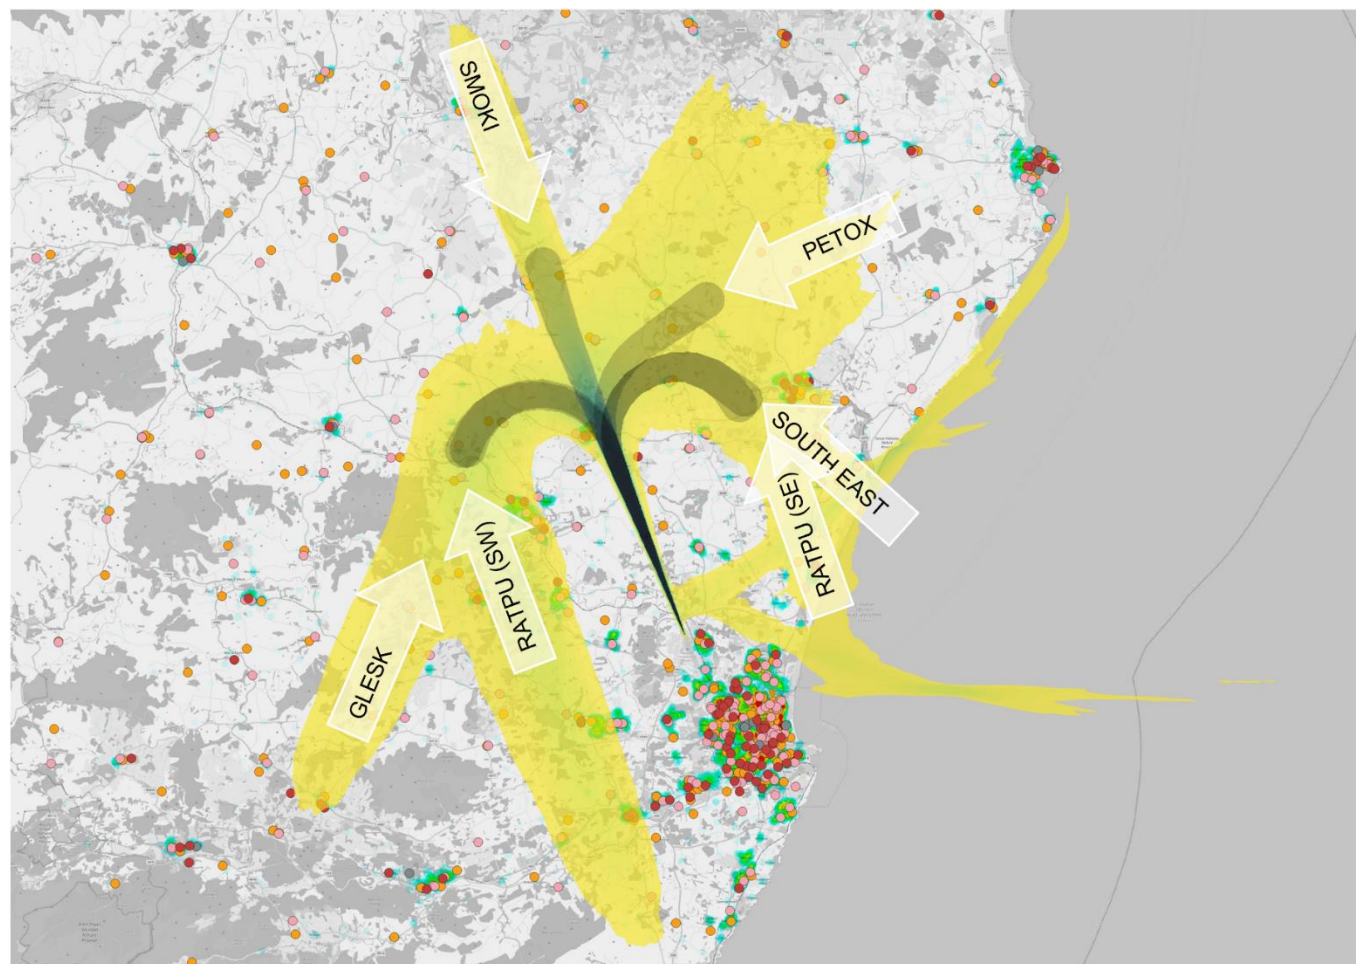 SMOKI
PETOX
SOUTH EAST
RATPU (SE)
RATPU (SW)
GLESK